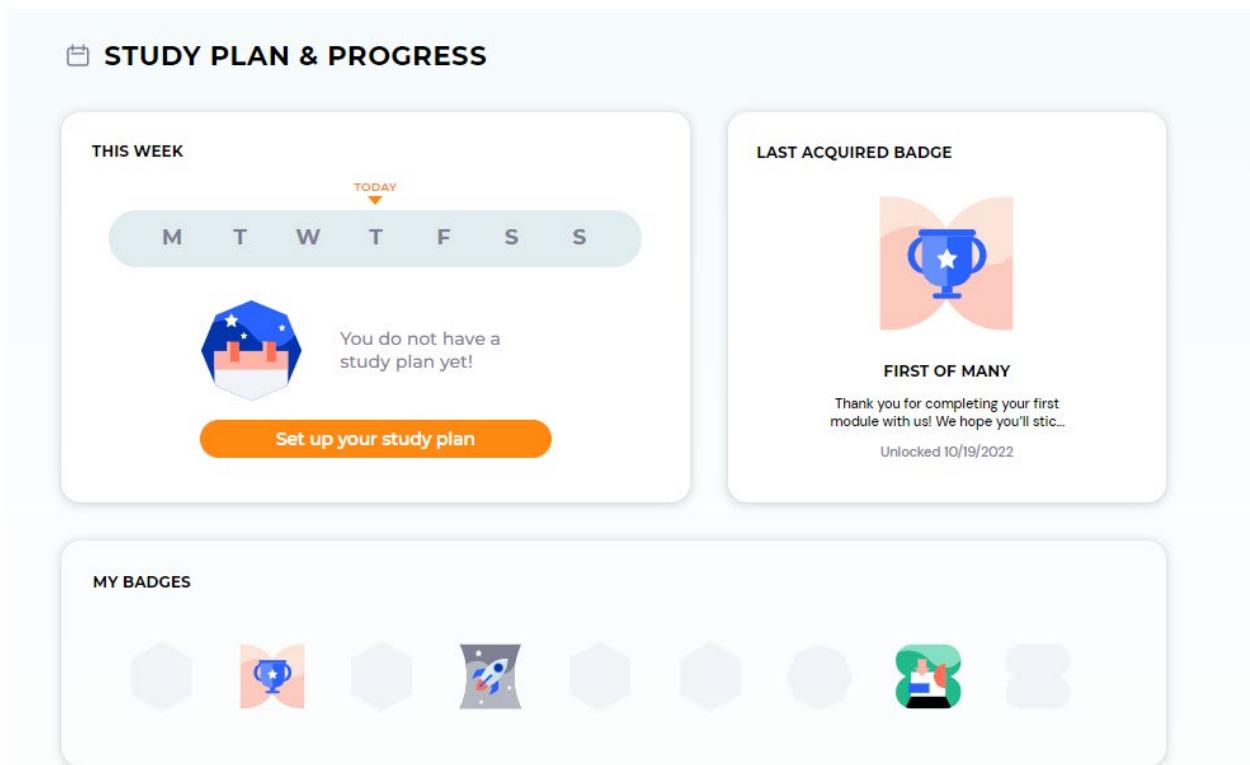 STUDY PLAN & PROGRESS
THIS WEEK
TODAY
M T W T F S S
You do not have a
study plan yet!
Set up your study plan
LAST ACQUIRED BADGE
FIRST OF MANY
Thank you for completing your first
module with us! We hope you'll stic...
Unlocked 10/19/2022
MY BADGES